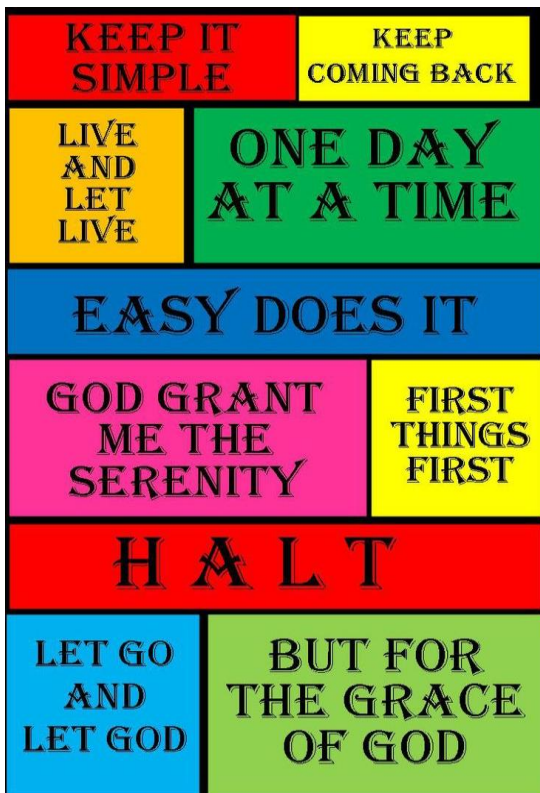 KEEP IT
SIMPLE
KEEP
COMING BACK
LIVE
AND
LET
LIVE
ONE DAY
AT A TIME
EASY DOES IT
GOD GRANT
ME THE
SERENITY
FIRST
THINGS
FIRST
H A L T
LET GO
AND
LET GOD
BUT FOR
THE GRACE
OF GOD